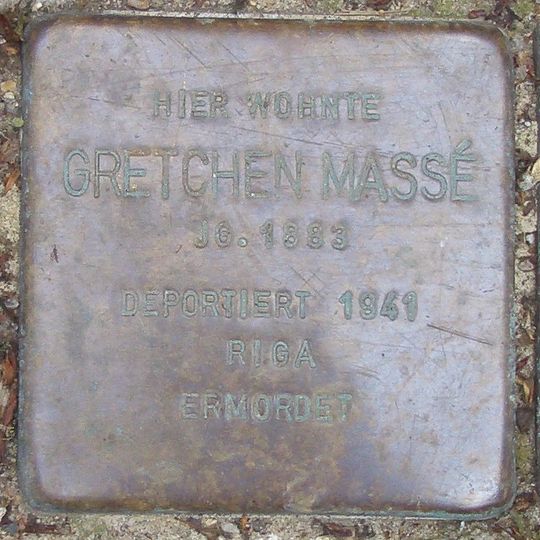 HIER WOHNTE
GRETCHEN MASSÉ
JG. 1883
DEPORTIERT 1941
RIGA
ERMORDET